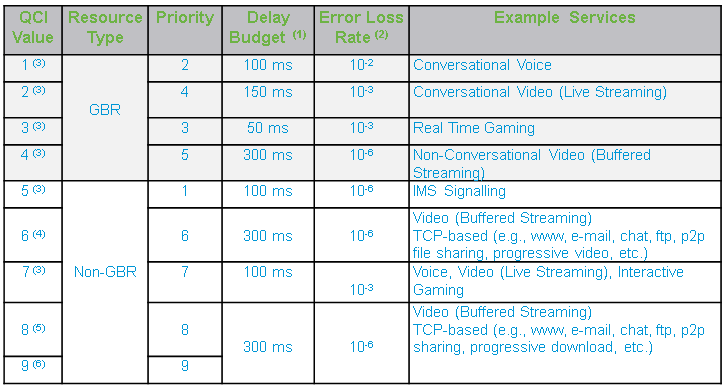 QCI Value Resource Type Priority Delay Budget (1) Error Loss Rate (2) Example Services
1 (3) GBR 2 100 ms 10-2 Conversational Voice
2 (3) 4 150 ms 10-3 Conversational Video (Live Streaming)
3 (3) 3 50 ms 10-3 Real Time Gaming
4 (3) 5 300 ms 10-6 Non-Conversational Video (Buffered
Streaming)
5 (3) Non-GBR 1 100 ms 10-6 IMS Signalling
6 (4) 6 300 ms 10-6 Video (Buffered Streaming)
TCP-based (e.g., www, e-mail, chat, ftp, p2p
file sharing, progressive video, etc.)
7 (3) 7 100 ms 10-3 Voice, Video (Live Streaming), Interactive
Gaming
8 (5) 8 300 ms 10-6 Video (Buffered Streaming)
TCP-based (e.g., www, e-mail, chat, ftp, p2p
sharing, progressive download, etc.)
9 (6) 9